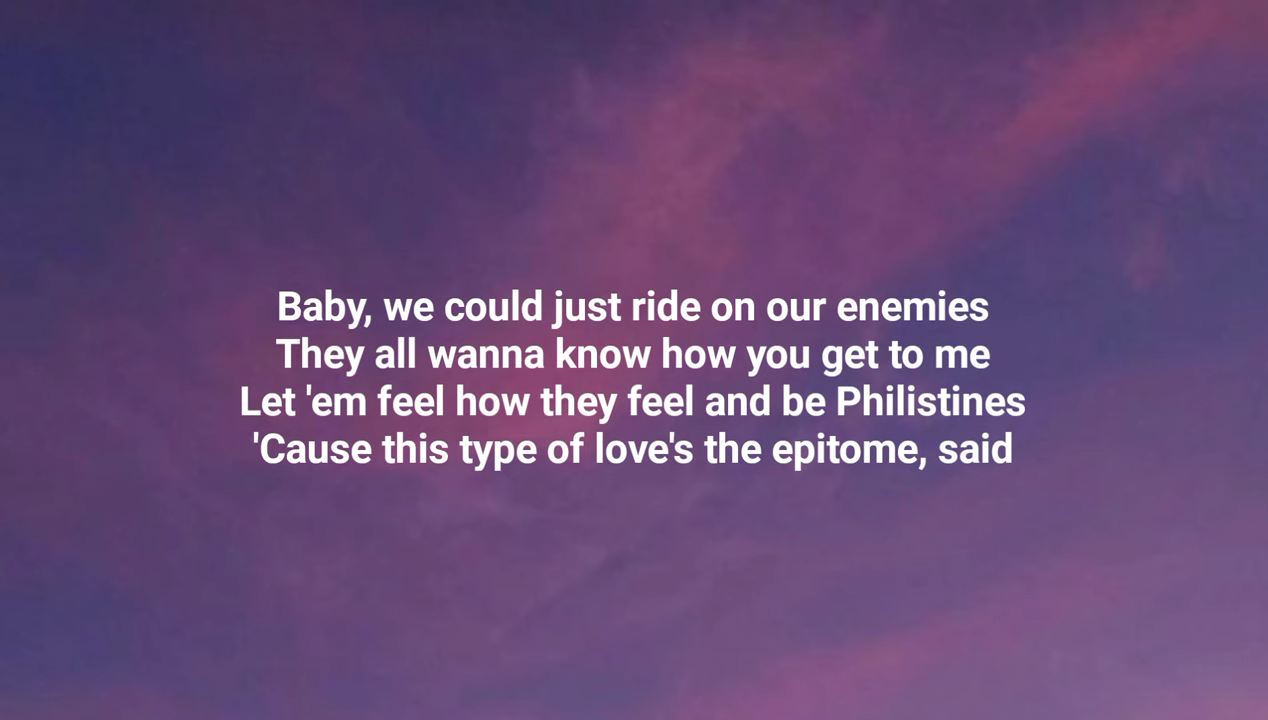 Baby, we could just ride on our enemies
They all wanna know how you get to me
Let 'em feel how they feel and be Philistines
'Cause this type of love's the epitome, said